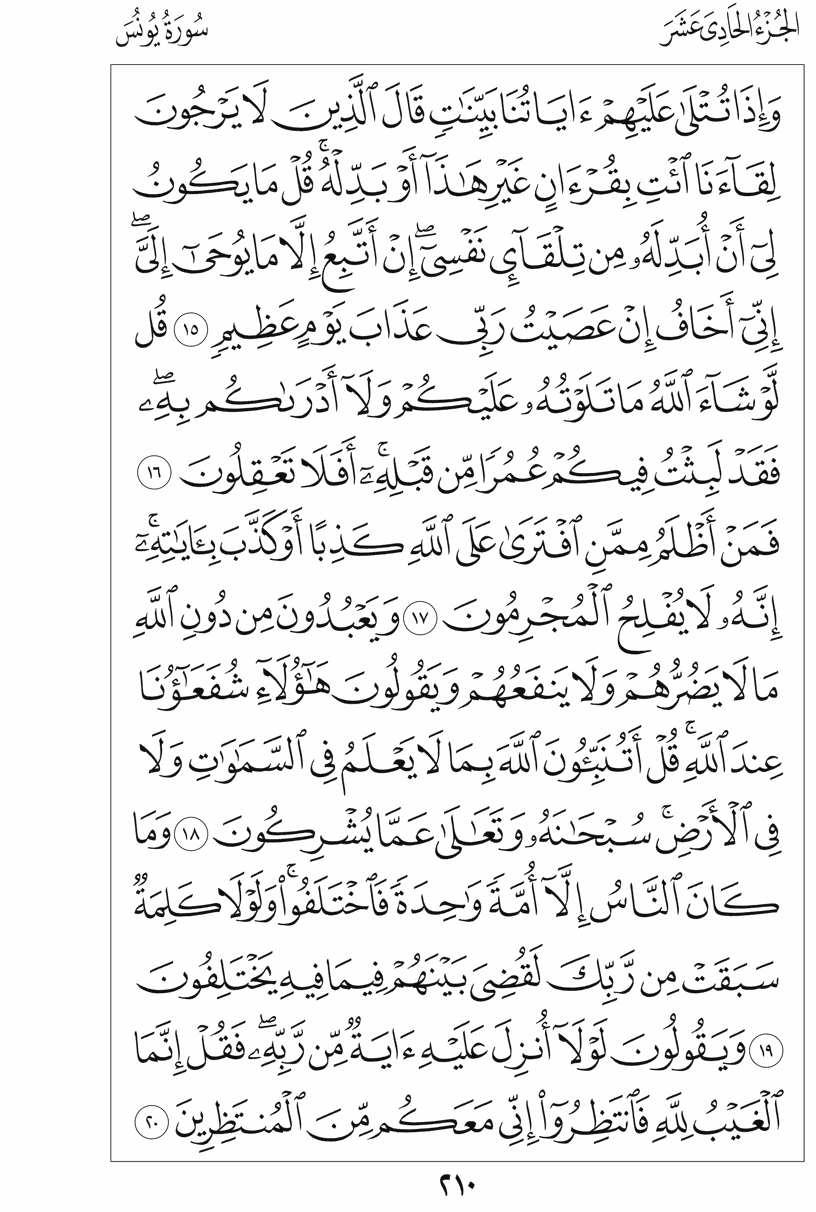 الجُزْءُ الحَادِىَ عَشَرَ
سُورَةُ يُونُسَ
وَإِذَا تُتْلَىٰ عَلَيْهِمْ ءَايَاتُنَا بَيِّنَٰتٍ قَالَ ٱلَّذِينَ لَا يَرْجُونَ
لِقَآءَنَا ٱئْتِ بِقُرْءَانٍ غَيْرِ هَٰذَآ أَوْ بَدِّلْهُ ۚ قُلْ مَا يَكُونُ
لِىٓ أَنْ أُبَدِّلَهُۥ مِن تِلْقَآئِ نَفْسِىٓ ۖ إِنْ أَتَّبِعُ إِلَّا مَا يُوحَىٰٓ إِلَىَّ ۖ
إِنِّىٓ أَخَافُ إِنْ عَصَيْتُ رَبِّى عَذَابَ يَوْمٍ عَظِيمٍ ١٥ قُل
لَّوْ شَآءَ ٱللَّهُ مَا تَلَوْتُهُۥ عَلَيْكُمْ وَلَآ أَدْرَىٰكُم بِهِۦ ۖ
فَقَدْ لَبِثْتُ فِيكُمْ عُمُرًا مِّن قَبْلِهِۦٓ ۚ أَفَلَا تَعْقِلُونَ ١٦
فَمَنْ أَظْلَمُ مِمَّنِ ٱفْتَرَىٰ عَلَى ٱللَّهِ كَذِبًا أَوْ كَذَّبَ بِـَٔايَٰتِهِۦٓ ۚ
إِنَّهُۥ لَا يُفْلِحُ ٱلْمُجْرِمُونَ ١٧ وَيَعْبُدُونَ مِن دُونِ ٱللَّهِ
مَا لَا يَضُرُّهُمْ وَلَا يَنفَعُهُمْ وَيَقُولُونَ هَٰٓؤُلَآءِ شُفَعَٰٓؤُنَا
عِندَ ٱللَّهِ ۚ قُلْ أَتُنَبِّـُٔونَ ٱللَّهَ بِمَا لَا يَعْلَمُ فِى ٱلسَّمَٰوَٰتِ وَلَا
فِى ٱلْأَرْضِ ۚ سُبْحَٰنَهُۥ وَتَعَٰلَىٰ عَمَّا يُشْرِكُونَ ١٨ وَمَا
كَانَ ٱلنَّاسُ إِلَّآ أُمَّةً وَٰحِدَةً فَٱخْتَلَفُوا۟ ۚ وَلَوْلَا كَلِمَةٌ
سَبَقَتْ مِن رَّبِّكَ لَقُضِىَ بَيْنَهُمْ فِيمَا فِيهِ يَخْتَلِفُونَ
١٩ وَيَقُولُونَ لَوْلَآ أُنزِلَ عَلَيْهِ ءَايَةٌ مِّن رَّبِّهِۦ ۖ فَقُلْ إِنَّمَا
ٱلْغَيْبُ لِلَّهِ فَٱنتَظِرُوٓا۟ إِنِّى مَعَكُم مِّنَ ٱلْمُنتَظِرِينَ ٢٠
٢١٠